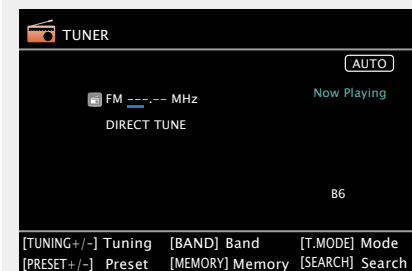 TUNER
AUTO
FM ---.-- MHz
Now Playing
DIRECT TUNE
B6
[TUNING+/-] Tuning [BAND] Band [T.MODE] Mode
[PRESET+/-] Preset [MEMORY] Memory [SEARCH] Search